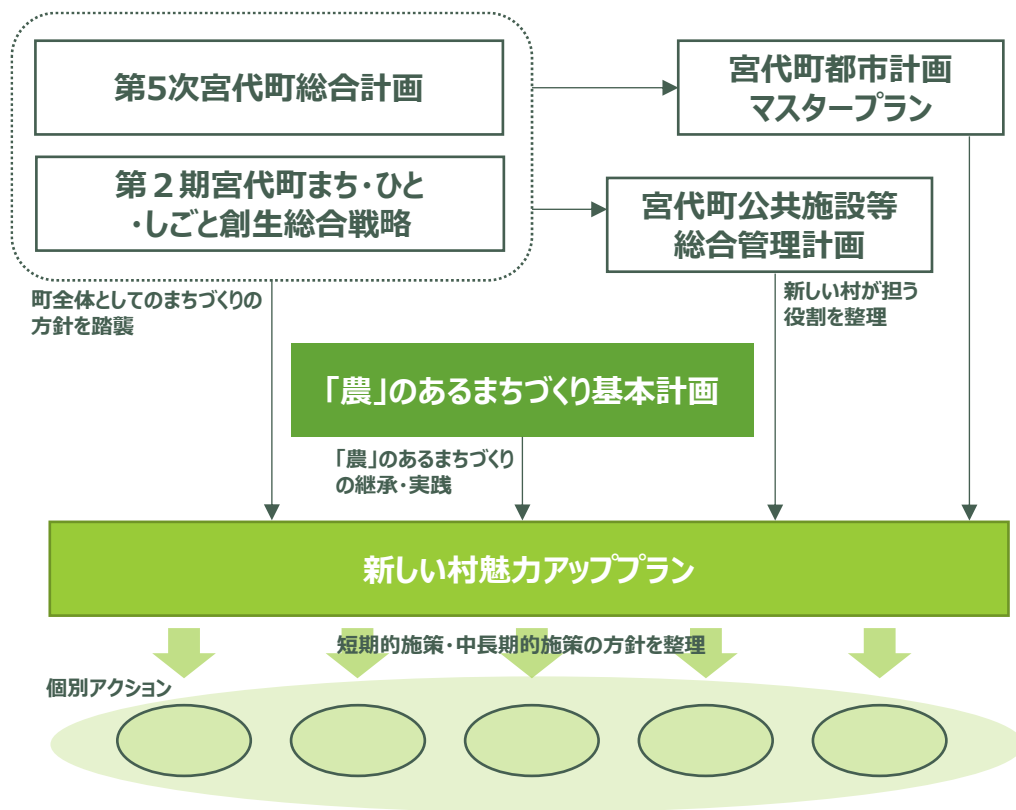 第5次宮代町総合計画
宮代町都市計画
マスタープラン
第２期宮代町まち・ひと
・しごと創生総合戦略
宮代町公共施設等
総合管理計画
町全体としてのまちづくりの
方針を踏襲
新しい村が担う
役割を整理
「農」のあるまちづくり基本計画
「農」のあるまちづくり
の継承・実践
新しい村魅力アッププラン
短期的施策・中長期的施策の方針を整理
個別アクション